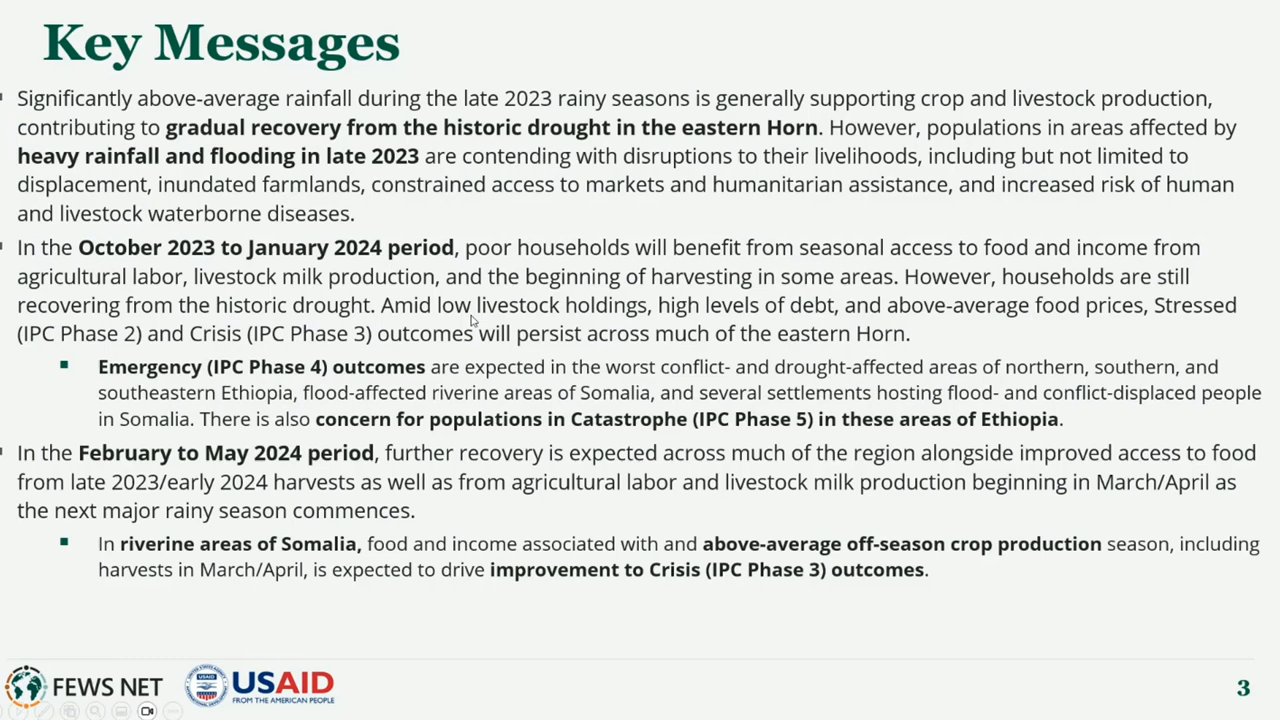 Key Messages
Significantly above-average rainfall during the late 2023 rainy seasons is generally supporting crop and livestock production,
contributing to gradual recovery from the historic drought in the eastern Horn. However, populations in areas affected by
heavy rainfall and flooding in late 2023 are contending with disruptions to their livelihoods, including but not limited to
displacement, inundated farmlands, constrained access to markets and humanitarian assistance, and increased risk of human
and livestock waterborne diseases.
In the October 2023 to January 2024 period, poor households will benefit from seasonal access to food and income from
agricultural labor, livestock milk production, and the beginning of harvesting in some areas. However, households are still
recovering from the historic drought. Amid low livestock holdings, high levels of debt, and above-average food prices, Stressed
(IPC Phase 2) and Crisis (IPC Phase 3) outcomes will persist across much of the eastern Horn.
Emergency (IPC Phase 4) outcomes are expected in the worst conflict- and drought-affected areas of northern, southern, and
southeastern Ethiopia, flood-affected riverine areas of Somalia, and several settlements hosting flood- and conflict-displaced people
in Somalia. There is also concern for populations in Catastrophe (IPC Phase 5) in these areas of Ethiopia.
In the February to May 2024 period, further recovery is expected across much of the region alongside improved access to food
from late 2023/early 2024 harvests as well as from agricultural labor and livestock milk production beginning in March/April as
the next major rainy season commences.
In riverine areas of Somalia, food and income associated with and above-average off-season crop production season, including
harvests in March/April, is expected to drive improvement to Crisis (IPC Phase 3) outcomes.
FEWS NET
USAID
FROM THE AMERICAN PEOPLE
3